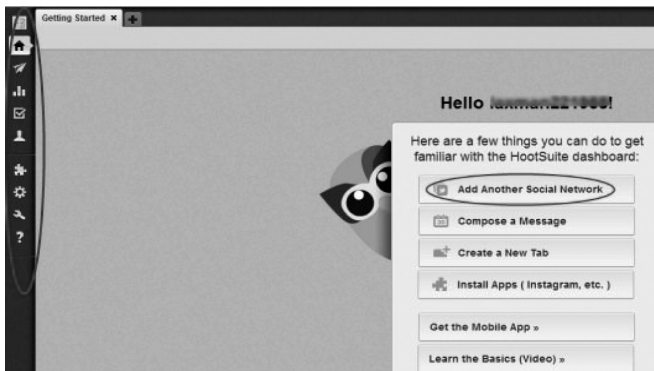 Getting Started ×
Hello
Here are a few things you can do to get
familiar with the HootSuite dashboard:
Add Another Social Network
Compose a Message
Create a New Tab
Install Apps ( Instagram, etc. )
Get the Mobile App »
Learn the Basics (Video) »
?